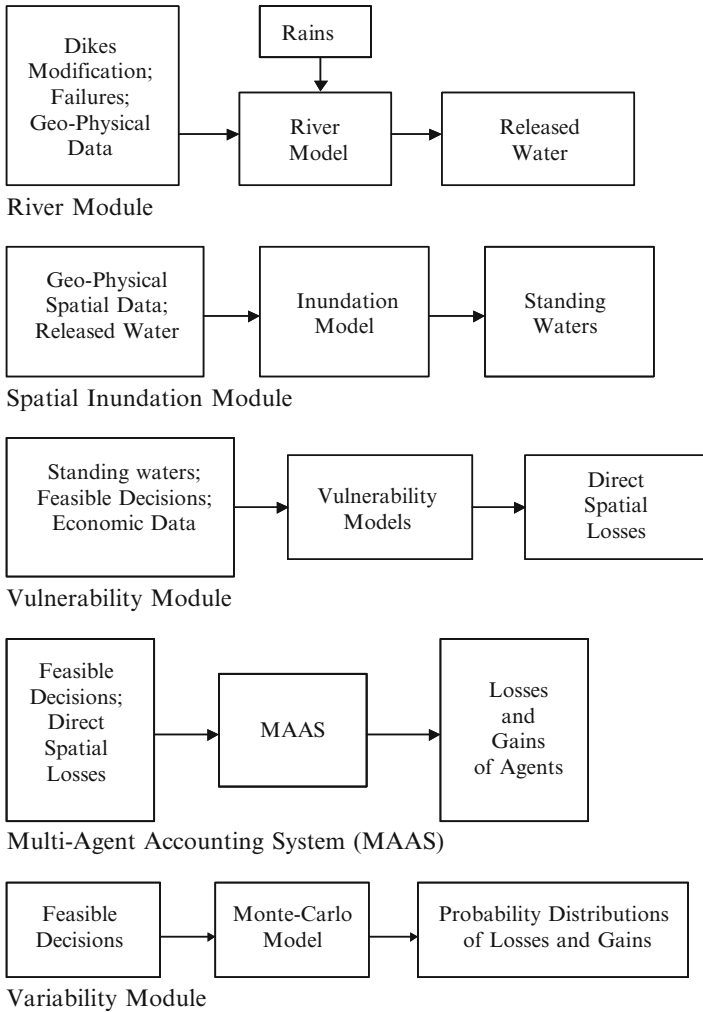 Dikes
Modification;
Failures;
Geo-Physical
Data
Rains
River
Model
Released
Water
River Module
Geo-Physical
Spatial Data;
Released Water
Inundation
Model
Standing
Waters
Spatial Inundation Module
Standing waters;
Feasible Decisions;
Economic Data
Vulnerability
Models
Direct
Spatial
Losses
Vulnerability Module
Feasible
Decisions;
Direct
Spatial
Losses
MAAS
Losses
and
Gains
of Agents
Multi-Agent Accounting System (MAAS)
Feasible
Decisions
Monte-Carlo
Model
Probability Distributions
of Losses and Gains
Variability Module